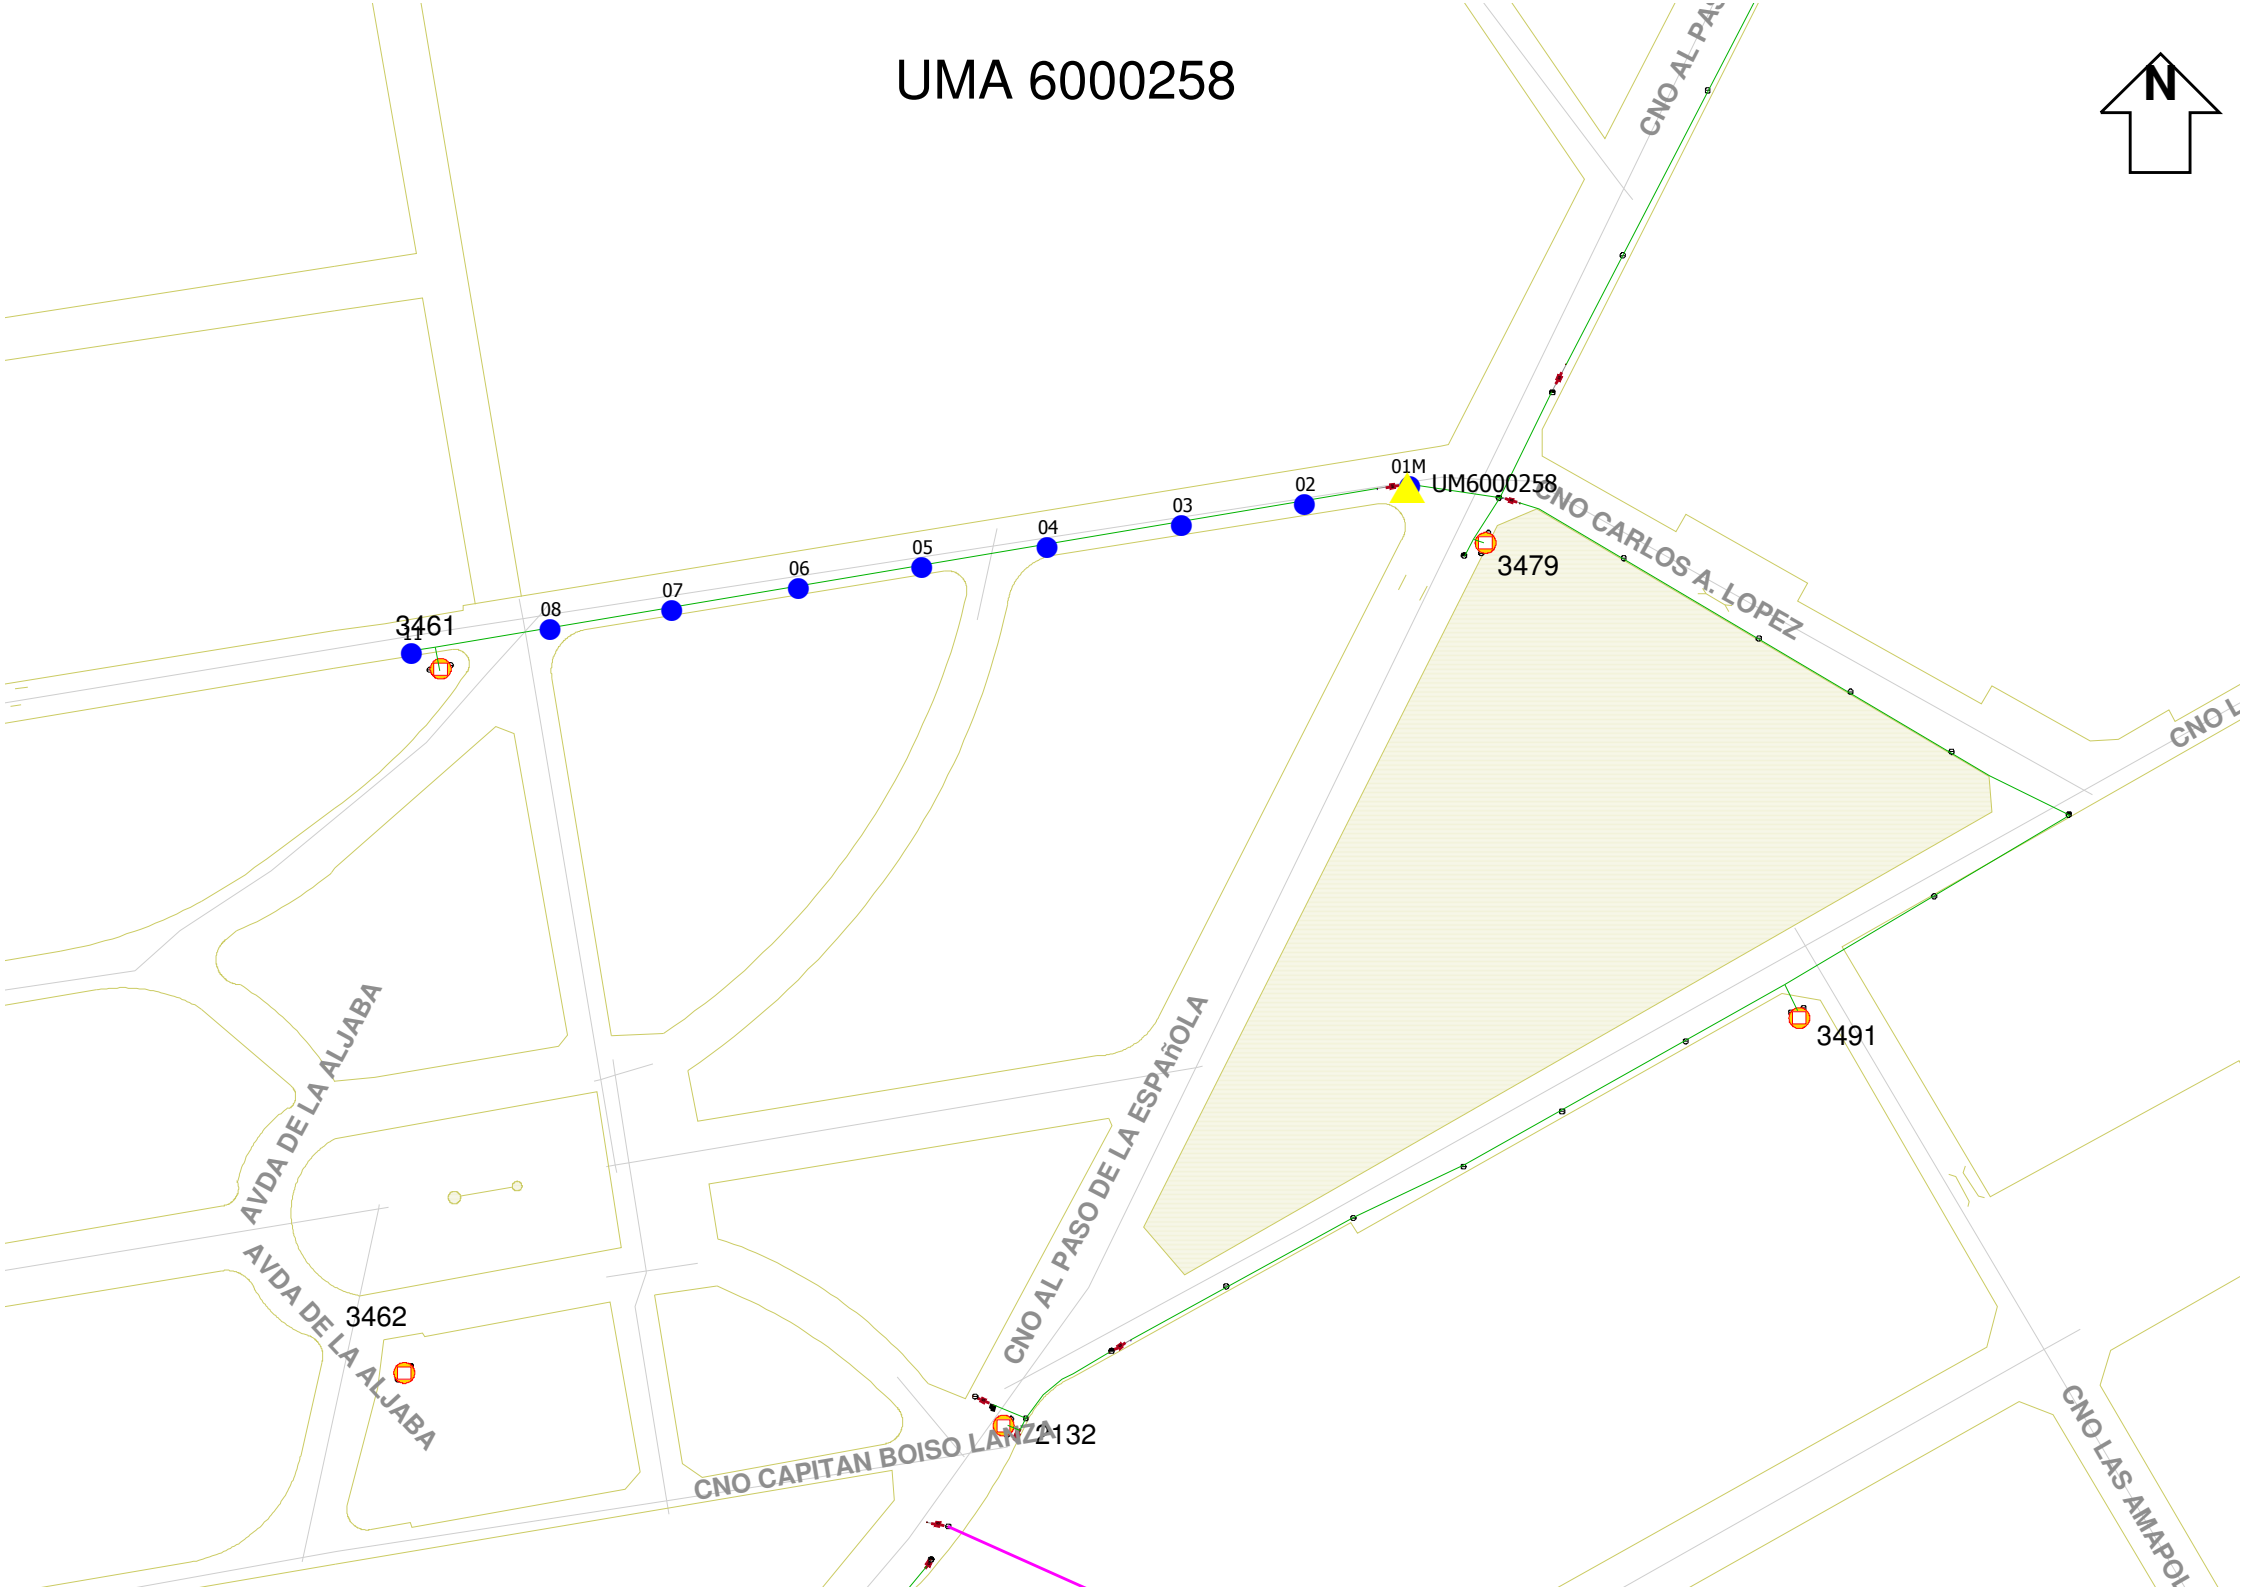 UMA 6000258
N
CNO AL PAS
01M
UM6000258
02
03
04
05
06
07
08
3461
11
CNO CARLOS A. LOPEZ
3479
CNO L
3491
AVDA DE LA ALJABA
CNO AL PASO DE LA ESPAñOLA
AVDA DE LA ALJABA
3462
2132
CNO CAPITAN BOISO LANZA
CNO LAS AMAPOL